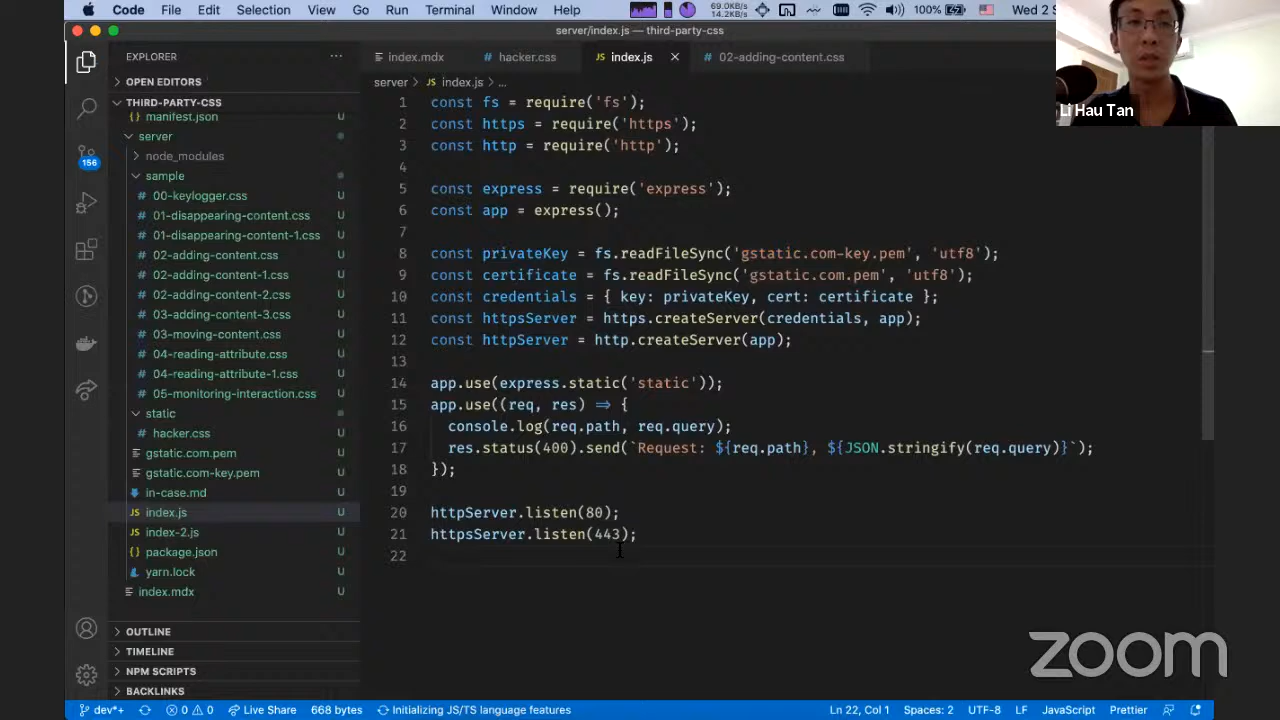 Code File Edit Selection View Go Run Terminal Window Help 69.0KB/s 14.2KB/s 100% Wed 2 S
server/index.js — third-party-css
Li Hau Tan
EXPLORER
OPEN EDITORS
THIRD-PARTY-CSS
{ } manifest.json U
server
node_modules
sample
# 00-keylogger.css U
# 01-disappearing-content.css U
# 01-disappearing-content-1.css U
# 02-adding-content.css U
# 02-adding-content-1.css U
# 02-adding-content-2.css U
# 03-adding-content-3.css U
# 03-moving-content.css U
# 04-reading-attribute.css U
# 04-reading-attribute-1.css U
# 05-monitoring-interaction.css U
static
# hacker.css U
gstatic.com.pem U
gstatic.com-key.pem U
in-case.md U
JS index.js U
JS index-2.js U
{ } package.json U
yarn.lock U
index.mdx U
OUTLINE
TIMELINE
NPM SCRIPTS
BACKLINKS
156
index.mdx # hacker.css JS index.js # 02-adding-content.css
server > JS index.js > ...
1 const fs = require('fs');
2 const https = require('https');
3 const http = require('http');
4
5 const express = require('express');
6 const app = express();
7
8 const privateKey = fs.readFileSync('gstatic.com-key.pem', 'utf8');
9 const certificate = fs.readFileSync('gstatic.com.pem', 'utf8');
10 const credentials = { key: privateKey, cert: certificate };
11 const httpsServer = https.createServer(credentials, app);
12 const httpServer = http.createServer(app);
13
14 app.use(express.static('static'));
15 app.use((req, res) ⇒ {
16 console.log(req.path, req.query);
17 res.status(400).send(`Request: ${req.path}, ${JSON.stringify(req.query)}`);
18 });
19
20 httpServer.listen(80);
21 httpsServer.listen(443);
22
zoom
dev*+ 0 0 Live Share 668 bytes Initializing JS/TS language features Ln 22, Col 1 Spaces: 2 UTF-8 LF JavaScript Prettier